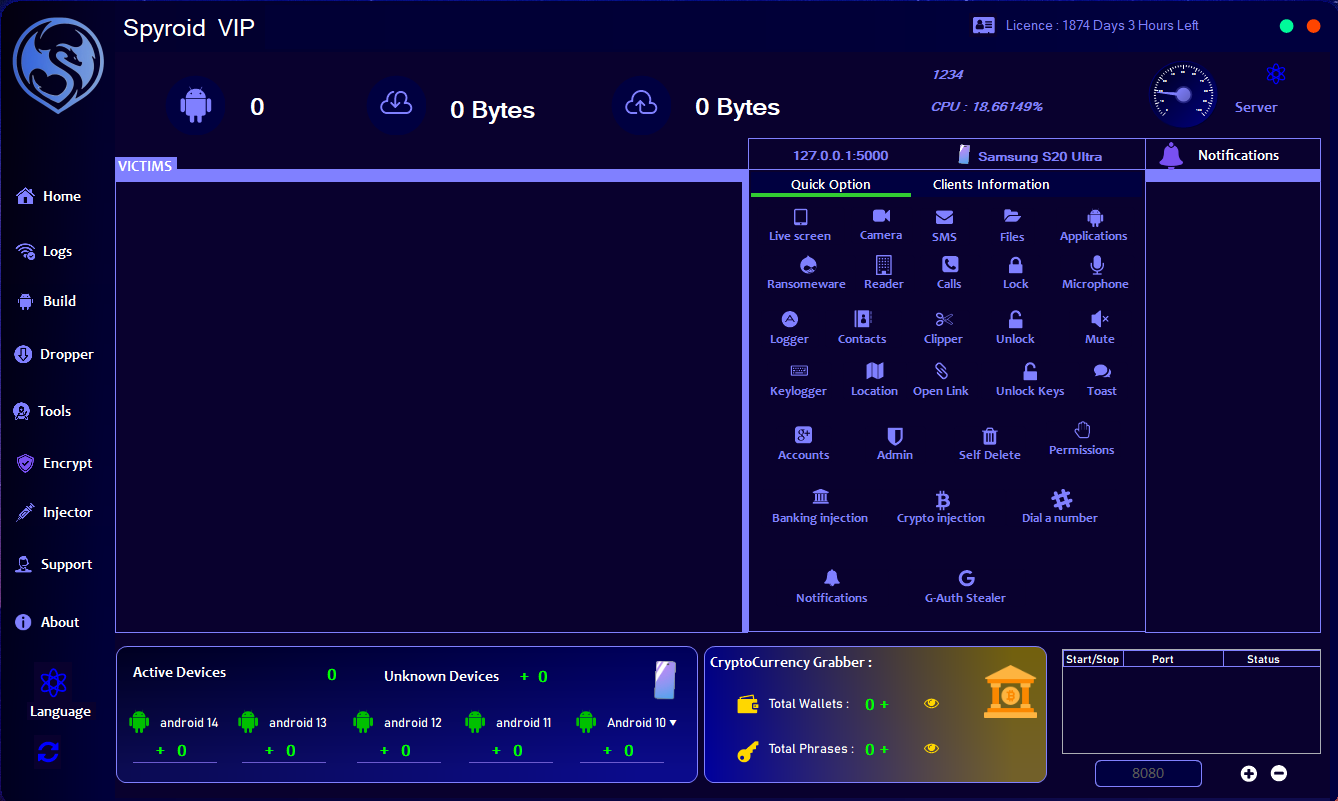 Spyroid VIP
Licence : 1874 Days 3 Hours Left
0
0 Bytes
0 Bytes
1234
CPU : 18,66149%
Server
VICTIMS
127.0.0.1:5000
Samsung S20 Ultra
Notifications
Home
Logs
Build
Dropper
Tools
Encrypt
Injector
Support
About
Language
Quick Option
Clients Information
Live screen
Camera
SMS
Files
Applications
Ransomeware
Reader
Calls
Lock
Microphone
Logger
Contacts
Clipper
Unlock
Mute
Keylogger
Location
Open Link
Unlock Keys
Toast
Accounts
Admin
Self Delete
Permissions
Banking injection
Crypto injection
Dial a number
Notifications
G-Auth Stealer
Active Devices
0
Unknown Devices
+ 0
android 14
android 13
android 12
android 11
Android 10
+ 0
+ 0
+ 0
+ 0
+ 0
CryptoCurrency Grabber :
Total Wallets :
0 +
Total Phrases :
0 +
Start/Stop
Port
Status
8080